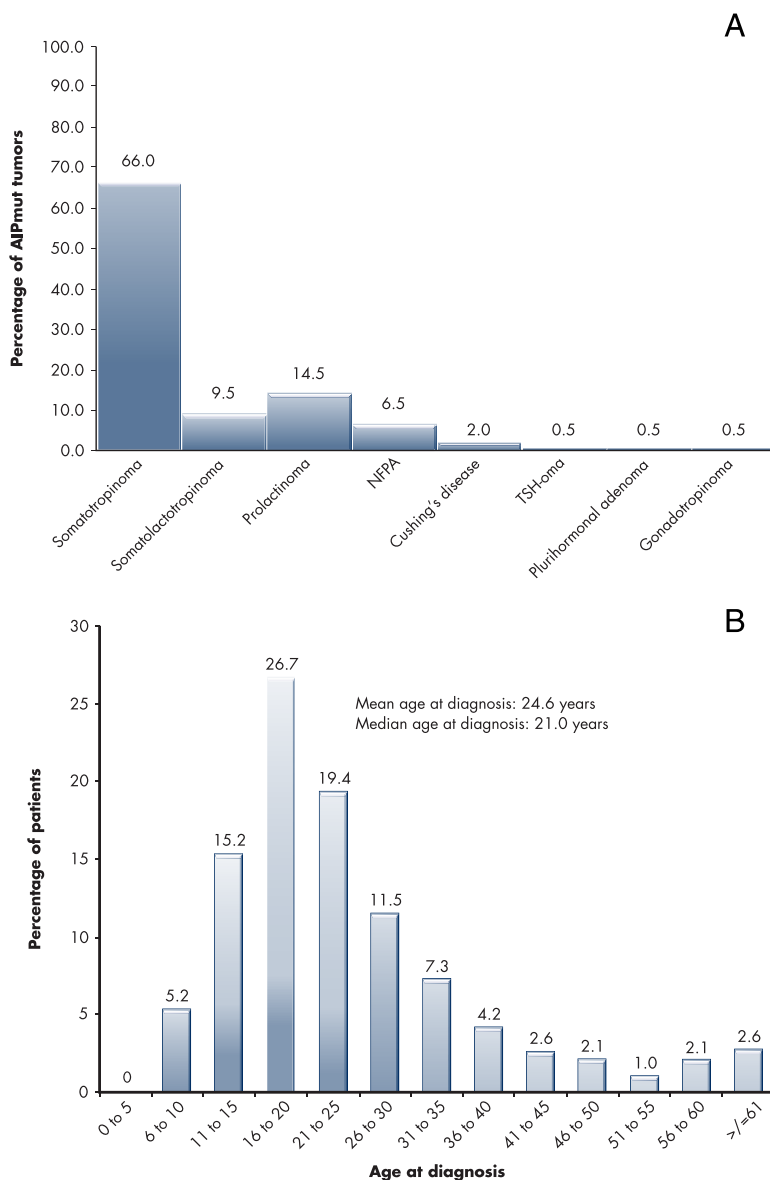 A
100.0
90.0
80.0
70.0
60.0
50.0
40.0
30.0
20.0
10.0
0.0
Percentage of AIPmut tumors
66.0
9.5
14.5
6.5
2.0
0.5
0.5
0.5
Somatotropinoma
Somatolactotropinoma
Prolactinoma
NFPA
Cushing's disease
TSH-oma
Plurihormonal adenoma
Gonadotropinoma
B
30
25
20
15
10
5
0
Percentage of patients
Mean age at diagnosis: 24.6 years
Median age at diagnosis: 21.0 years
0
5.2
15.2
26.7
19.4
11.5
7.3
4.2
2.6
2.1
1.0
2.1
2.6
0 to 5
6 to 10
11 to 15
16 to 20
21 to 25
26 to 30
31 to 35
36 to 40
41 to 45
46 to 50
51 to 55
56 to 60
>/=61
Age at diagnosis